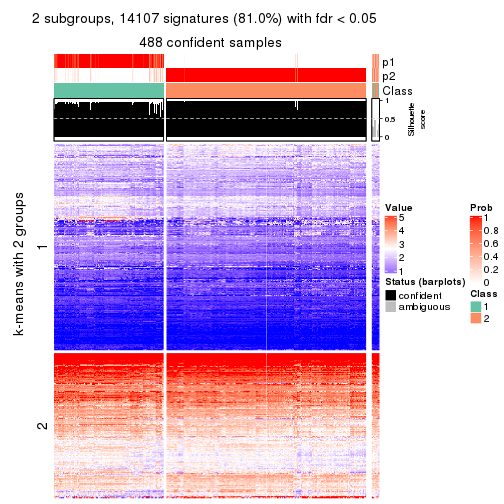 2 subgroups, 14107 signatures (81.0%) with fdr < 0.05
488 confident samples
p1
p2
Class
1
0.5
0
Silhouette
score
k-means with 2 groups
1
2
Value
5
4
3
2
1
Status (barplots)
confident
ambiguous
Prob
1
0.8
0.6
0.4
0.2
0
Class
1
2